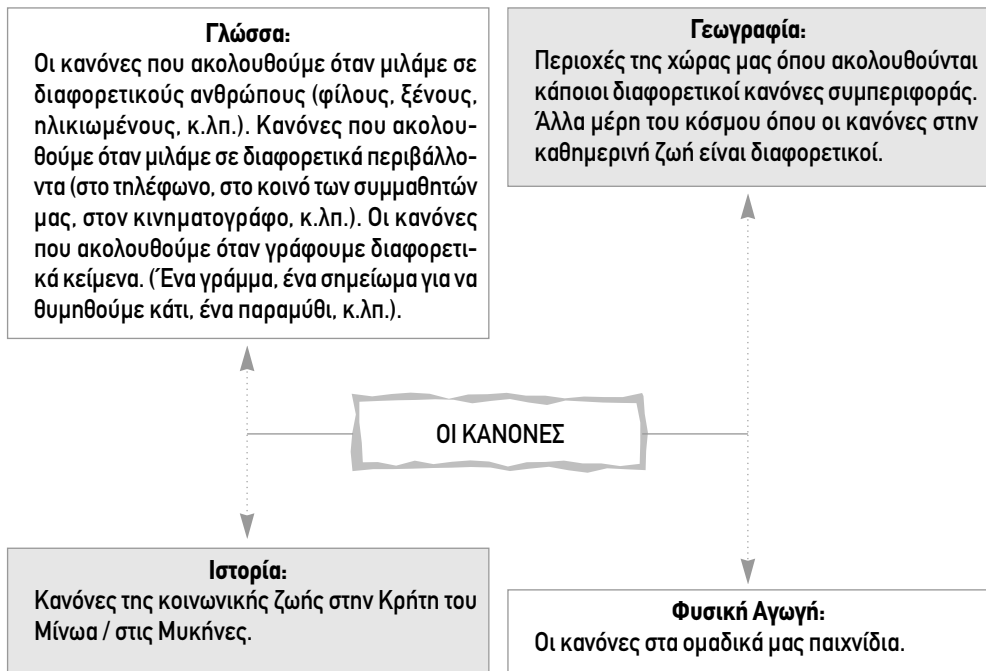 Γλώσσα:
Οι κανόνες που ακολουθούμε όταν μιλάμε σε
διαφορετικούς ανθρώπους (φίλους, ξένους,
ηλικιωμένους, κ.λπ.). Κανόνες που ακολου-
θούμε όταν μιλάμε σε διαφορετικά περιβάλλο-
ντα (στο τηλέφωνο, στο κοινό των συμμαθητών
μας, στον κινηματογράφο, κ.λπ.). Οι κανόνες
που ακολουθούμε όταν γράφουμε διαφορετι-
κά κείμενα. (Ένα γράμμα, ένα σημείωμα για να
θυμηθούμε κάτι, ένα παραμύθι, κ.λπ.).
Γεωγραφία:
Περιοχές της χώρας μας όπου ακολουθούνται
κάποιοι διαφορετικοί κανόνες συμπεριφοράς.
Άλλα μέρη του κόσμου όπου οι κανόνες στην
καθημερινή ζωή είναι διαφορετικοί.
ΟΙ ΚΑΝΟΝΕΣ
Ιστορία:
Κανόνες της κοινωνικής ζωής στην Κρήτη του
Μίνωα / στις Μυκήνες.
Φυσική Αγωγή:
Οι κανόνες στα ομαδικά μας παιχνίδια.